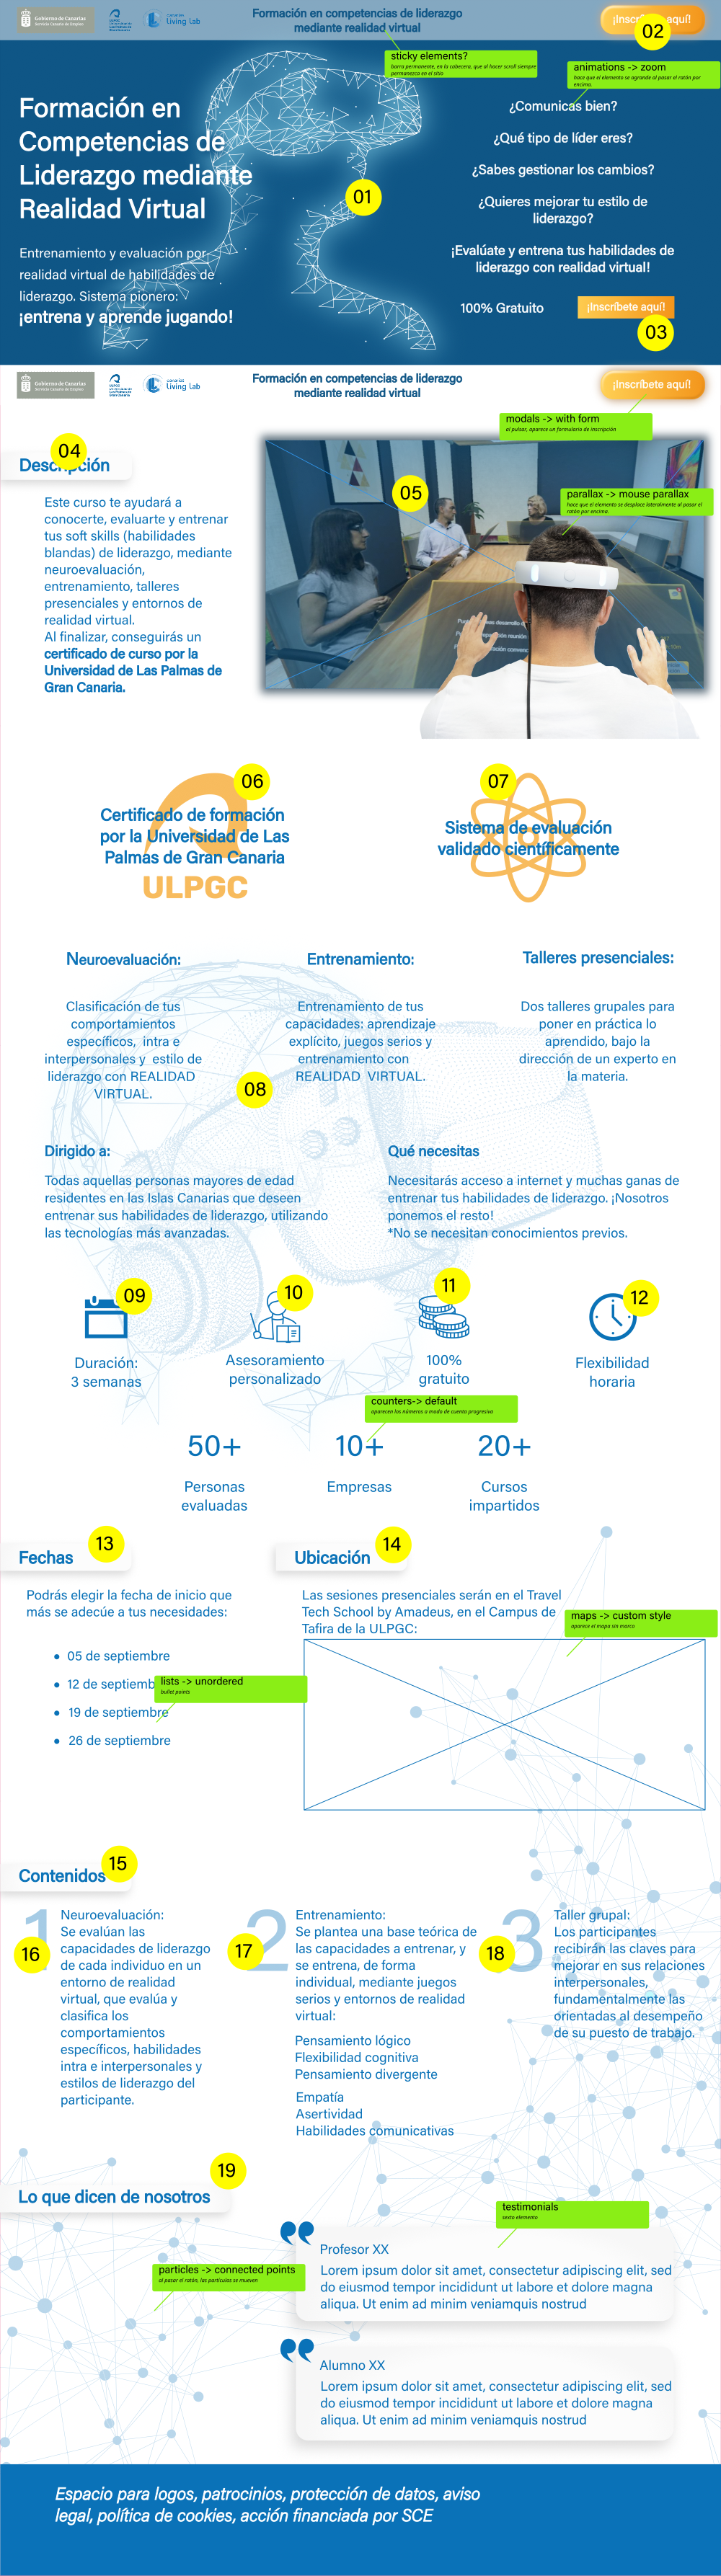 Gobierno de Canarias
Servicio Canario de Empleo
canarias
living lab
Formación en competencias de liderazgo
mediante realidad virtual
¡Inscríbete aquí!
02
sticky elements?
barra permanente, en la cabecera, que al hacer scroll siempre
permanezca en el sitio
animations -> zoom
hace que el elemento se agrande al pasar el ratón por
encima.
Formación en
Competencias de
Liderazgo mediante
Realidad Virtual
01
¿Comunicas bien?
¿Qué tipo de líder eres?
¿Sabes gestionar los cambios?
¿Quieres mejorar tu estilo de
liderazgo?
¡Evalúate y entrena tus habilidades de
liderazgo con realidad virtual!
Entrenamiento y evaluación por
realidad virtual de habilidades de
liderazgo. Sistema pionero:
¡entrena y aprende jugando!
100% Gratuito
¡Inscríbete aquí!
03
Gobierno de Canarias
Servicio Canario de Empleo
canarias
living lab
Formación en competencias de liderazgo
mediante realidad virtual
¡Inscríbete aquí!
modals -> with form
al pulsar, aparece un formulario de inscripción
04
Descripción
05
parallax -> mouse parallax
hace que el elemento se desplace lateralmente al pasar el
ratón por encima.
Este curso te ayudará a
conocerte, evaluarte y entrenar
tus soft skills (habilidades
blandas) de liderazgo, mediante
neuroevaluación,
entrenamiento, talleres
presenciales y entornos de
realidad virtual.
Al finalizar, conseguirás un
certificado de curso por la
Universidad de Las Palmas de
Gran Canaria.
06
Certificado de formación
por la Universidad de Las
Palmas de Gran Canaria
ULPGC
07
Sistema de evaluación
validado científicamente
Neuroevaluación:
Clasificación de tus
comportamientos
específicos, intra e
interpersonales y estilo de
liderazgo con REALIDAD
VIRTUAL.
08
Entrenamiento:
Entrenamiento de tus
capacidades: aprendizaje
explícito, juegos serios y
entrenamiento con
REALIDAD VIRTUAL.
Talleres presenciales:
Dos talleres grupales para
poner en práctica lo
aprendido, bajo la
dirección de un experto en
la materia.
Dirigido a:
Todas aquellas personas mayores de edad
residentes en las Islas Canarias que deseen
entrenar sus habilidades de liderazgo, utilizando
las tecnologías más avanzadas.
Qué necesitas
Necesitarás acceso a internet y muchas ganas de
entrenar tus habilidades de liderazgo. ¡Nosotros
ponemos el resto!
*No se necesitan conocimientos previos.
09
Duración:
3 semanas
10
Asesoramiento
personalizado
11
100%
gratuito
12
Flexibilidad
horaria
counters-> default
aparecen los números a modo de cuenta progresiva
50+
Personas
evaluadas
10+
Empresas
20+
Cursos
impartidos
13
Fechas
Podrás elegir la fecha de inicio que
más se adecúe a tus necesidades:
• 05 de septiembre
• 12 de septiemb
• 19 de septiembre
• 26 de septiembre
lists -> unordered
bullet points
14
Ubicación
Las sesiones presenciales serán en el Travel
Tech School by Amadeus, en el Campus de
Tafira de la ULPGC:
maps -> custom style
aparece el mapa sin marco
15
Contenidos
1
16
Neuroevaluación:
Se evalúan las
capacidades de liderazgo
de cada individuo en un
entorno de realidad
virtual, que evalúa y
clasifica los
comportamientos
específicos, habilidades
intra e interpersonales y
estilos de liderazgo del
participante.
2
17
Entrenamiento:
Se plantea una base teórica de
las capacidades a entrenar, y
se entrena, de forma
individual, mediante juegos
serios y entornos de realidad
virtual:
Pensamiento lógico
Flexibilidad cognitiva
Pensamiento divergente
Empatía
Asertividad
Habilidades comunicativas
3
18
Taller grupal:
Los participantes
recibirán las claves para
mejorar en sus relaciones
interpersonales,
fundamentalmente las
orientadas al desempeño
de su puesto de trabajo.
19
Lo que dicen de nosotros
testimonials
sexto elemento
particles -> connected points
al pasar el ratón, las partículas se mueven
Profesor XX
Lorem ipsum dolor sit amet, consectetur adipiscing elit, sed
do eiusmod tempor incididunt ut labore et dolore magna
aliqua. Ut enim ad minim veniamquis nostrud
Alumno XX
Lorem ipsum dolor sit amet, consectetur adipiscing elit, sed
do eiusmod tempor incididunt ut labore et dolore magna
aliqua. Ut enim ad minim veniamquis nostrud
Espacio para logos, patrocinios, protección de datos, aviso
legal, política de cookies, acción financiada por SCE